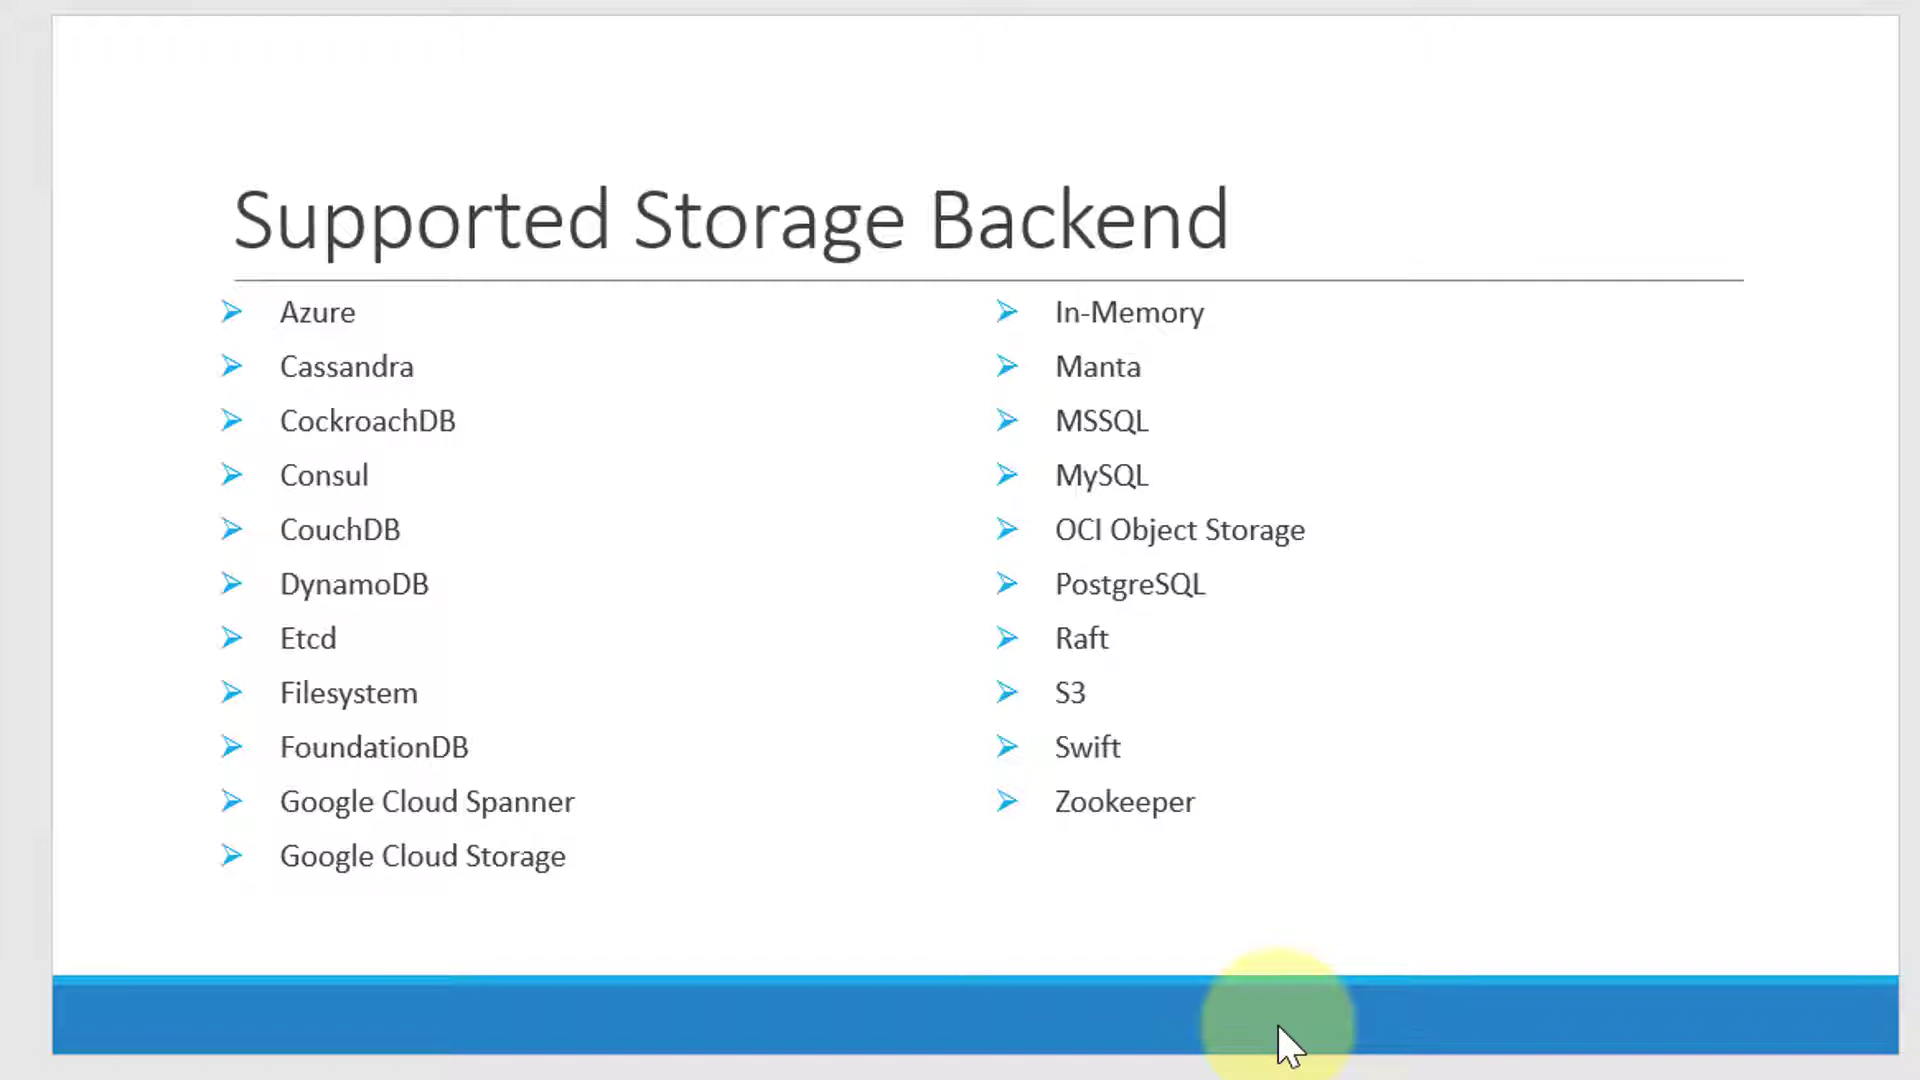 Supported Storage Backend
Azure
Cassandra
CockroachDB
Consul
CouchDB
DynamoDB
Etcd
Filesystem
FoundationDB
Google Cloud Spanner
Google Cloud Storage
In-Memory
Manta
MSSQL
MySQL
OCI Object Storage
PostgreSQL
Raft
S3
Swift
Zookeeper